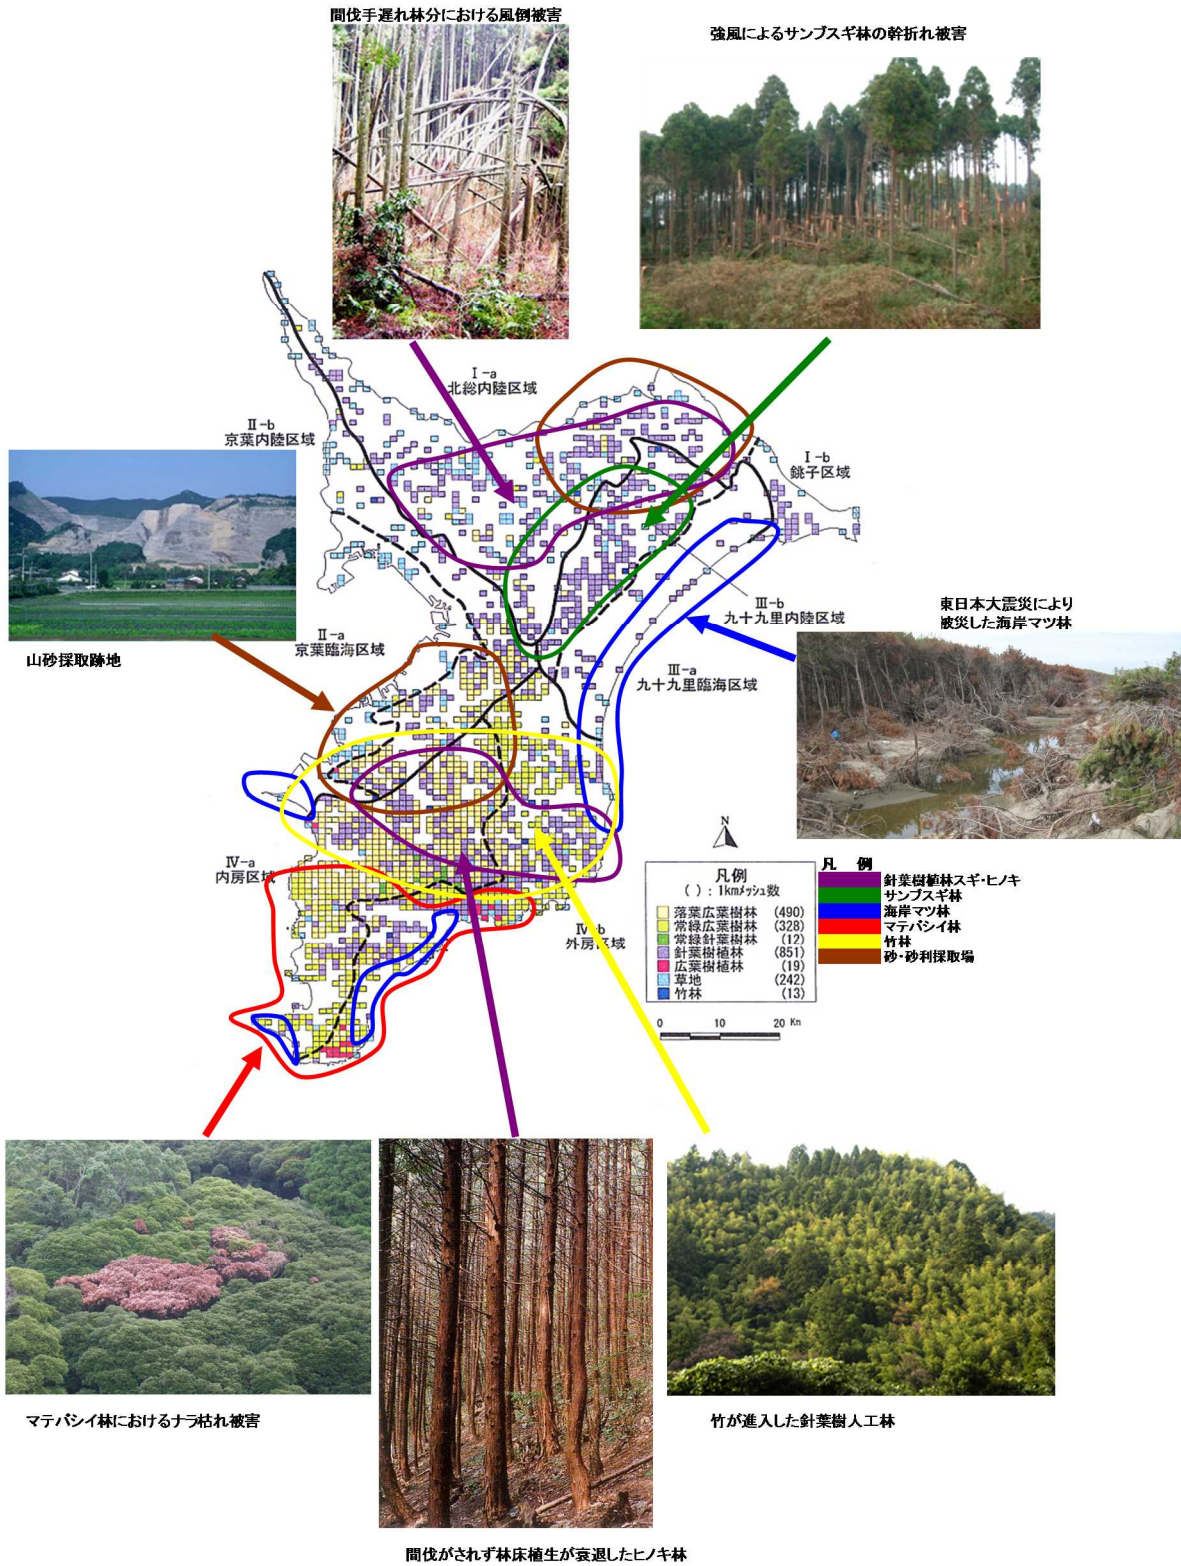 間伐手遅れ林分における風倒被害
強風によるサンブスギ林の幹折れ被害
Ⅰ-a
北総内陸区域
Ⅱ-b
京葉内陸区域
Ⅰ-b
銚子区域
山砂採取跡地
Ⅱ-a
京葉臨海区域
Ⅲ-b
九十九里内陸区域
東日本大震災により
被災した海岸マツ林
Ⅲ-a
九十九里臨海区域
Ⅳ-a
内房区域
Ⅳ-b
外房区域
N
凡例
( ) : 1kmメッシュ数
落葉広葉樹林 (490)
常緑広葉樹林 (328)
常緑針葉樹林 (12)
針葉樹植林 (851)
広葉樹植林 (19)
草地 (242)
竹林 (13)
0 10 20 Km
凡 例
針葉樹植林スギ・ヒノキ
サンブスギ林
海岸マツ林
マテバシイ林
竹林
砂・砂利採取場
マテバシイ林におけるナラ枯れ被害
竹が進入した針葉樹人工林
間伐がされず林床植生が衰退したヒノキ林